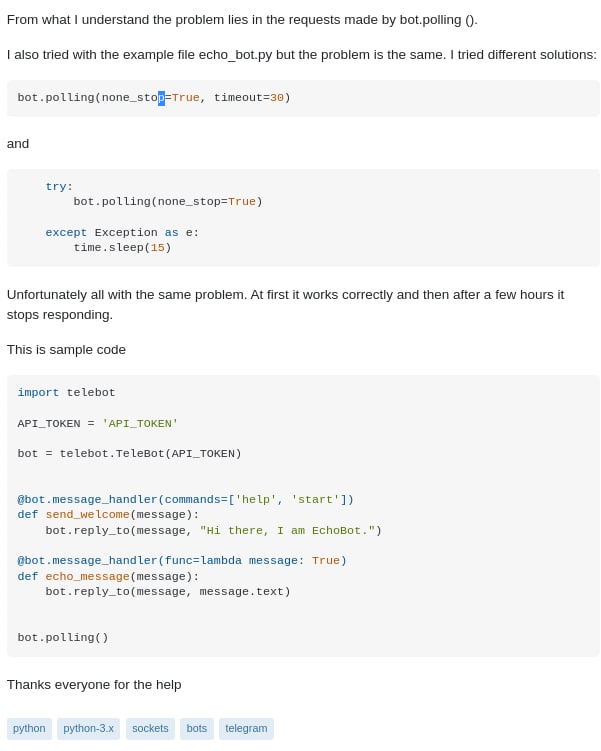 From what I understand the problem lies in the requests made by bot.polling ().
I also tried with the example file echo_bot.py but the problem is the same. I tried different solutions:
bot.polling(none_stop=True, timeout=30)
and
    try:
        bot.polling(none_stop=True)
    except Exception as e:
        time.sleep(15)
Unfortunately all with the same problem. At first it works correctly and then after a few hours it
stops responding.
This is sample code
import telebot
API_TOKEN = 'API_TOKEN'
bot = telebot.TeleBot(API_TOKEN)
@bot.message_handler(commands=['help', 'start'])
def send_welcome(message):
    bot.reply_to(message, "Hi there, I am EchoBot.")
@bot.message_handler(func=lambda message: True)
def echo_message(message):
    bot.reply_to(message, message.text)
bot.polling()
Thanks everyone for the help
python python-3.x sockets bots telegram